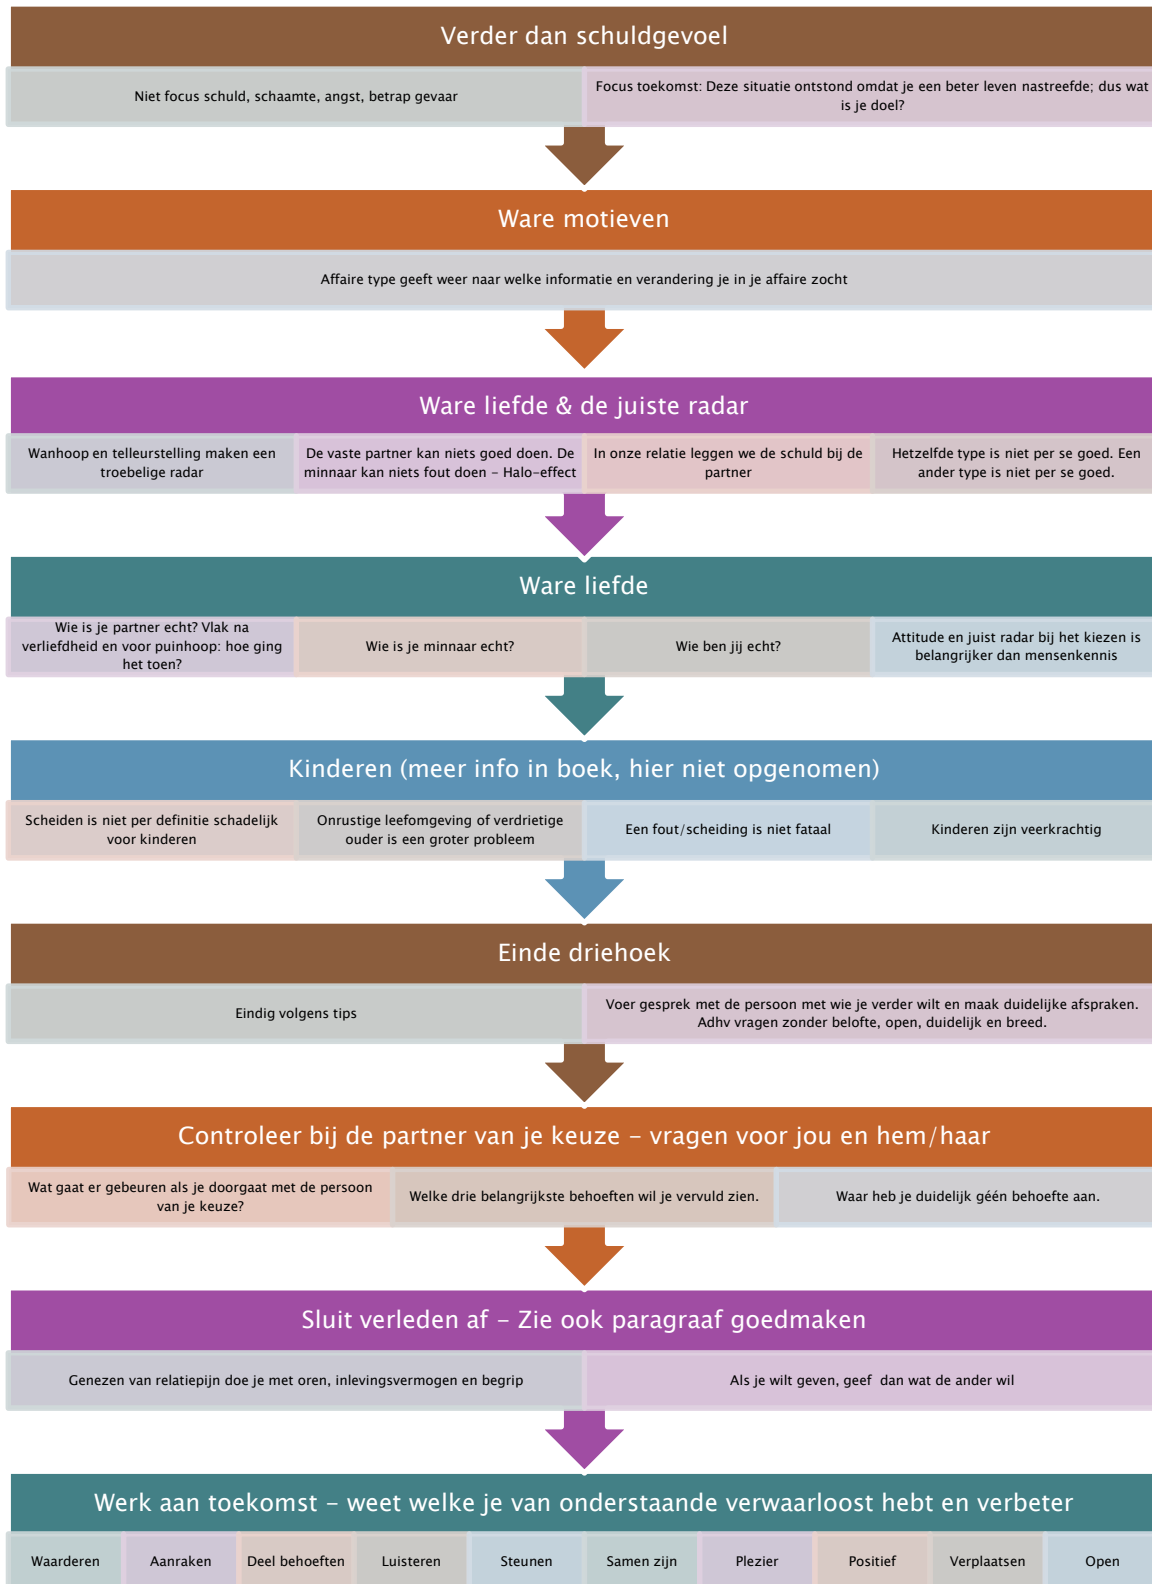 Verder dan schuldgevoel
Niet focus schuld, schaamte, angst, betrap gevaar
Focus toekomst: Deze situatie ontstond omdat je een beter leven nastreefde; dus wat
is je doel?
Ware motieven
Affaire type geeft weer naar welke informatie en verandering je in je affaire zocht
Ware liefde & de juiste radar
Wanhoop en telleurstelling maken een
troebelige radar
De vaste partner kan niets goed doen. De
minnaar kan niets fout doen – Halo-effect
In onze relatie leggen we de schuld bij de
partner
Hetzelfde type is niet per se goed. Een
ander type is niet per se goed.
Ware liefde
Wie is je partner echt? Vlak na
verliefdheid en voor puinhoop: hoe ging
het toen?
Wie is je minnaar echt?
Wie ben jij echt?
Attitude en juist radar bij het kiezen is
belangrijker dan mensenkennis
Kinderen (meer info in boek, hier niet opgenomen)
Scheiden is niet per definitie schadelijk
voor kinderen
Onrustige leefomgeving of verdrietige
ouder is een groter probleem
Een fout/scheiding is niet fataal
Kinderen zijn veerkrachtig
Einde driehoek
Eindig volgens tips
Voer gesprek met de persoon met wie je verder wilt en maak duidelijke afspraken.
Adhv vragen zonder belofte, open, duidelijk en breed.
Controleer bij de partner van je keuze – vragen voor jou en hem/haar
Wat gaat er gebeuren als je doorgaat met de persoon
van je keuze?
Welke drie belangrijkste behoeften wil je vervuld zien.
Waar heb je duidelijk géén behoefte aan.
Sluit verleden af – Zie ook paragraaf goedmaken
Genezen van relatiepijn doe je met oren, inlevingsvermogen en begrip
Als je wilt geven, geef  dan wat de ander wil
Werk aan toekomst – weet welke je van onderstaande verwaarloost hebt en verbeter
Waarderen
Aanraken
Deel behoeften
Luisteren
Steunen
Samen zijn
Plezier
Positief
Verplaatsen
Open